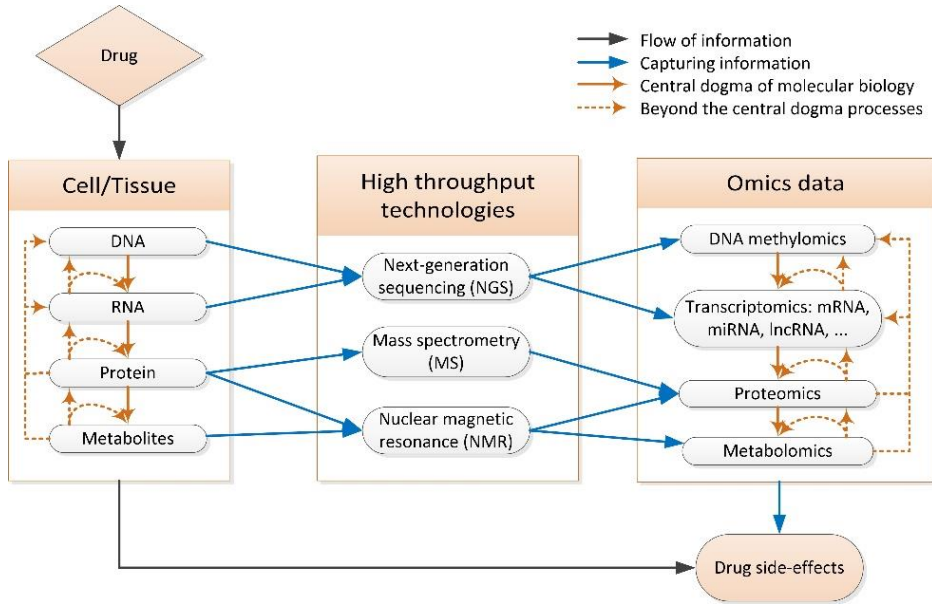 Drug
Flow of information
Capturing information
Central dogma of molecular biology
Beyond the central dogma processes
Cell/Tissue
DNA
RNA
Protein
Metabolites
High throughput
technologies
Next-generation
sequencing (NGS)
Mass spectrometry
(MS)
Nuclear magnetic
resonance (NMR)
Omics data
DNA methylomics
Transcriptomics: mRNA,
miRNA, lncRNA, ...
Proteomics
Metabolomics
Drug side-effects